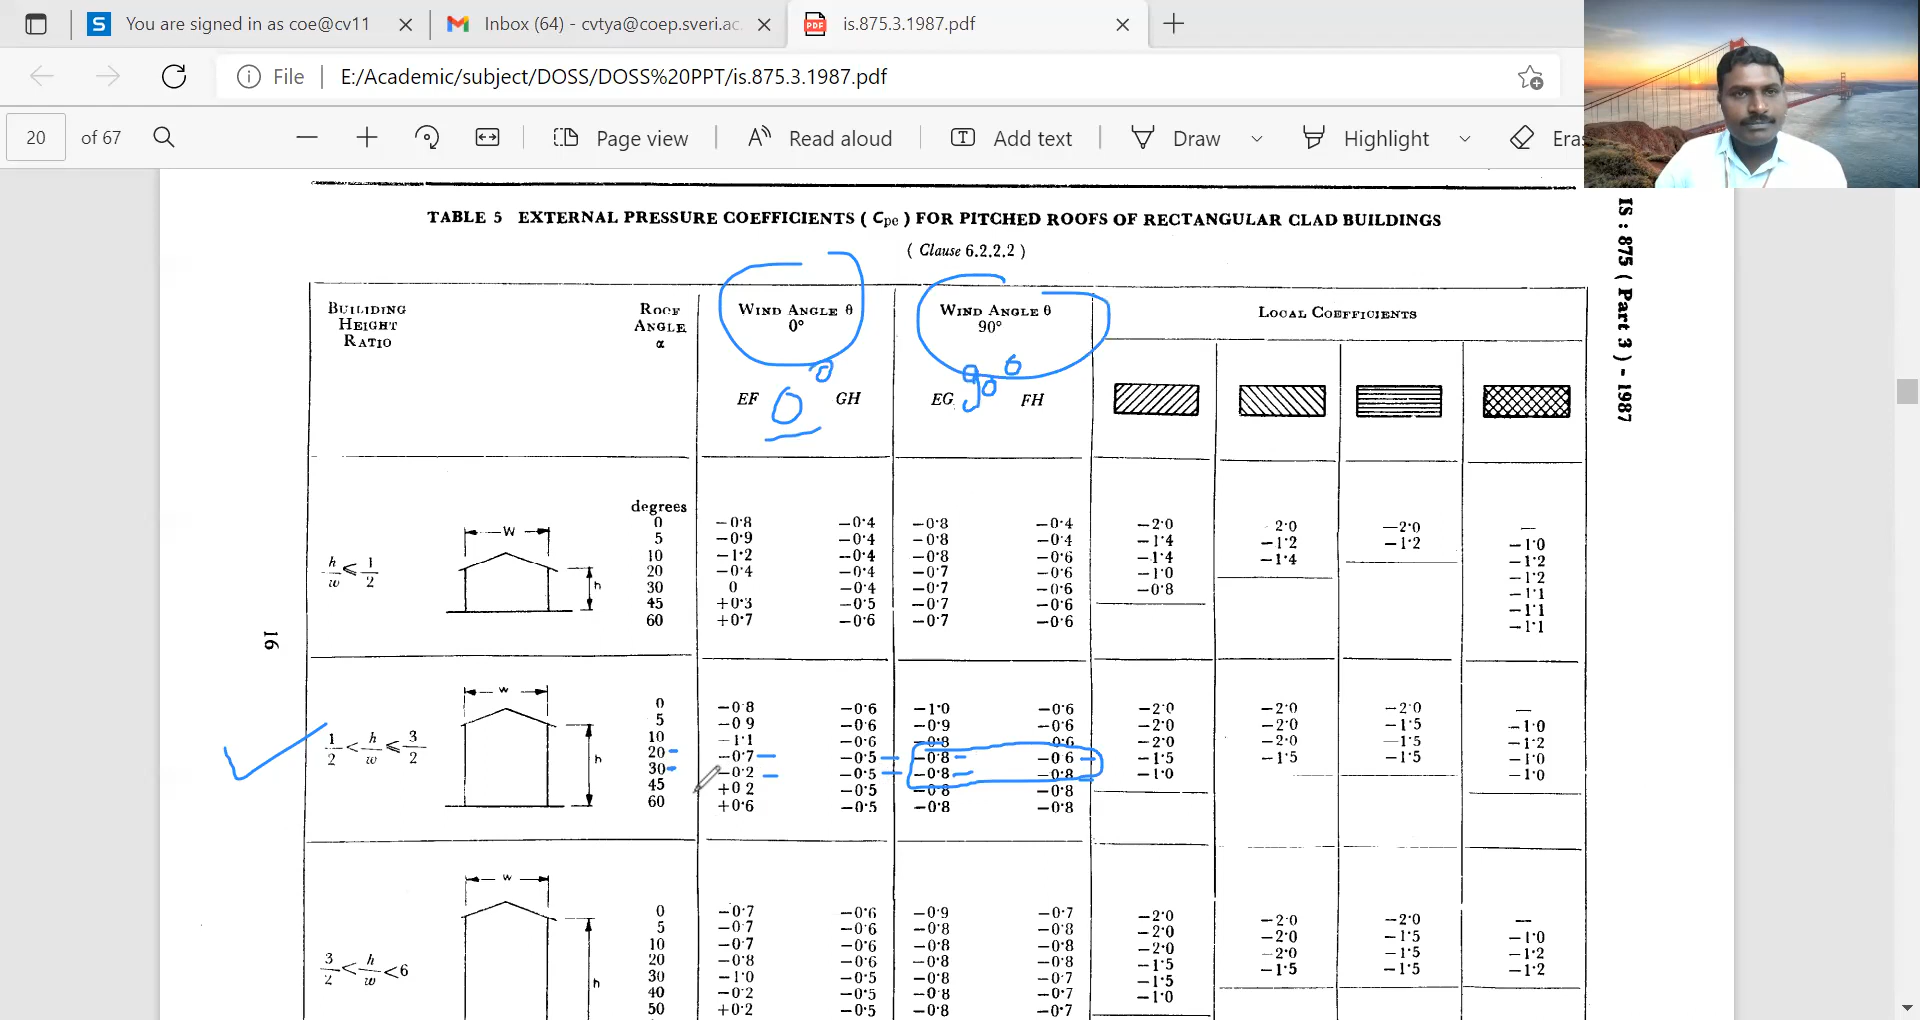 You are signed in as coe@cv11
Inbox (64) - cvtya@coep.sveri.ac.
is.875.3.1987.pdf
File | E:/Academic/subject/DOSS/DOSS%20PPT/is.875.3.1987.pdf
20 of 67
Page view
Read aloud
Add text
Draw
Highlight
Eras
TABLE 5 EXTERNAL PRESSURE COEFFICIENTS ( Cpe ) FOR PITCHED ROOFS OF RECTANGULAR CLAD BUILDINGS
( Clause 6.2.2.2 )
IS : 875 ( Part 3 ) - 1987
16
BUILIDING HEIGHT RATIO
ROOF ANGLE α
WIND ANGLE θ 0°
WIND ANGLE θ 90°
LOCAL COEFFICIENTS
0°
90°
EF GH EG FH
degrees
h/w ⩽ 1/2
W
h
0 −0·8 −0·4 −0·8 −0·4 −2·0 2·0 −2·0 —
5 −0·9 −0·4 −0·8 −0·4 −1·4 −1·2 −1·2 −1·0
10 −1·2 −0·4 −0·8 −0·6 −1·4 −1·4 −1·2
20 −0·4 −0·4 −0·7 −0·6 −1·0 −1·2
30 0 −0·4 −0·7 −0·6 −0·8 −1·1
45 +0·3 −0·5 −0·7 −0·6 −1·1
60 +0·7 −0·6 −0·7 −0·6 −1·1
1/2 < h/w ⩽ 3/2
w
h
0 −0·8 −0·6 −1·0 −0·6 −2·0 −2·0 −2·0 —
5 −0·9 −0·6 −0·9 −0·6 −2·0 −2·0 −1·5 −1·0
10 −1·1 −0·6 −0·8 −0·6 −2·0 −2·0 −1·5 −1·2
20 −0·7 −0·5 −0·8 −0·6 −1·5 −1·5 −1·5 −1·0
30 −0·2 −0·5 −0·8 −0·8 −1·0 −1·0
45 +0·2 −0·5 −0·8 −0·8
60 +0·6 −0·5 −0·8 −0·8
3/2 < h/w < 6
w
h
0 −0·7 −0·6 −0·9 −0·7 −2·0 −2·0 −2·0 —
5 −0·7 −0·6 −0·8 −0·8 −2·0 −2·0 −1·5 −1·0
10 −0·7 −0·6 −0·8 −0·8 −2·0 −2·0 −1·5 −1·2
20 −0·8 −0·6 −0·8 −0·8 −1·5 −1·5 −1·5 −1·2
30 −1·0 −0·5 −0·8 −0·7 −1·5
40 −0·2 −0·5 −0·8 −0·7 −1·0
50 +0·2 −0·5 −0·8 −0·7